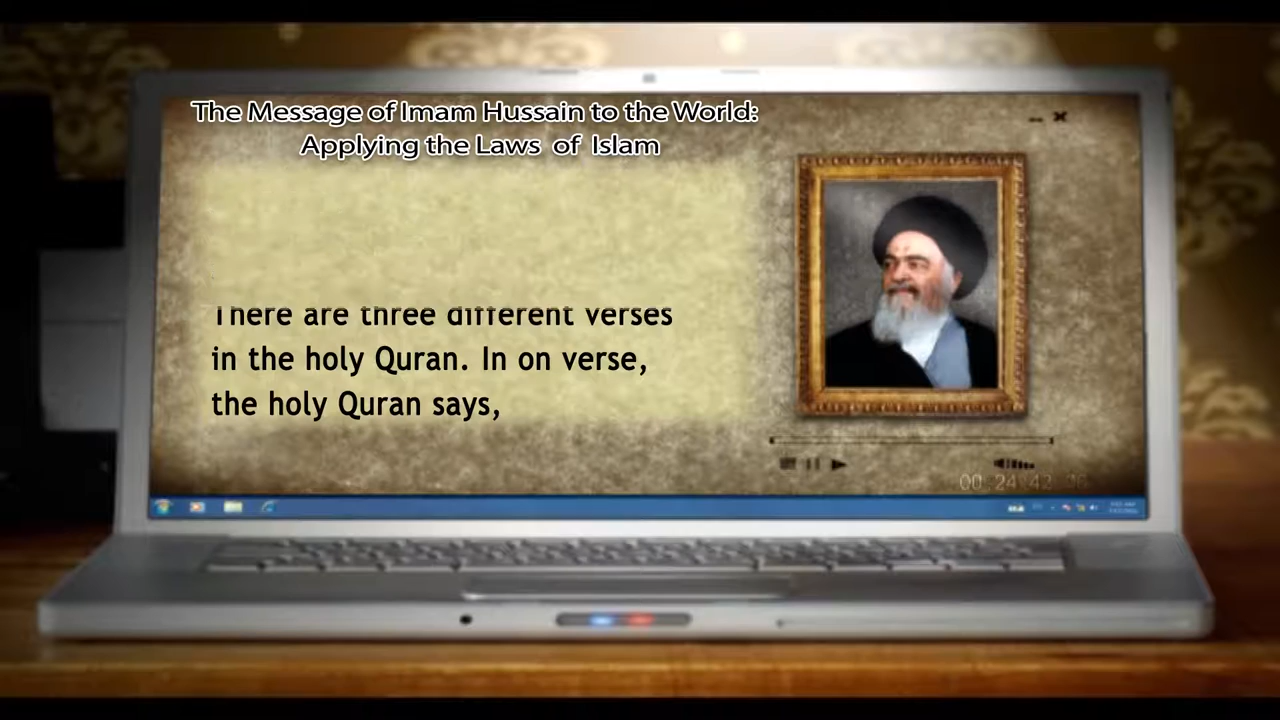 The Message of Imam Hussain to the World:
Applying the Laws of Islam
There are three different verses
in the holy Quran. In on verse,
the holy Quran says,